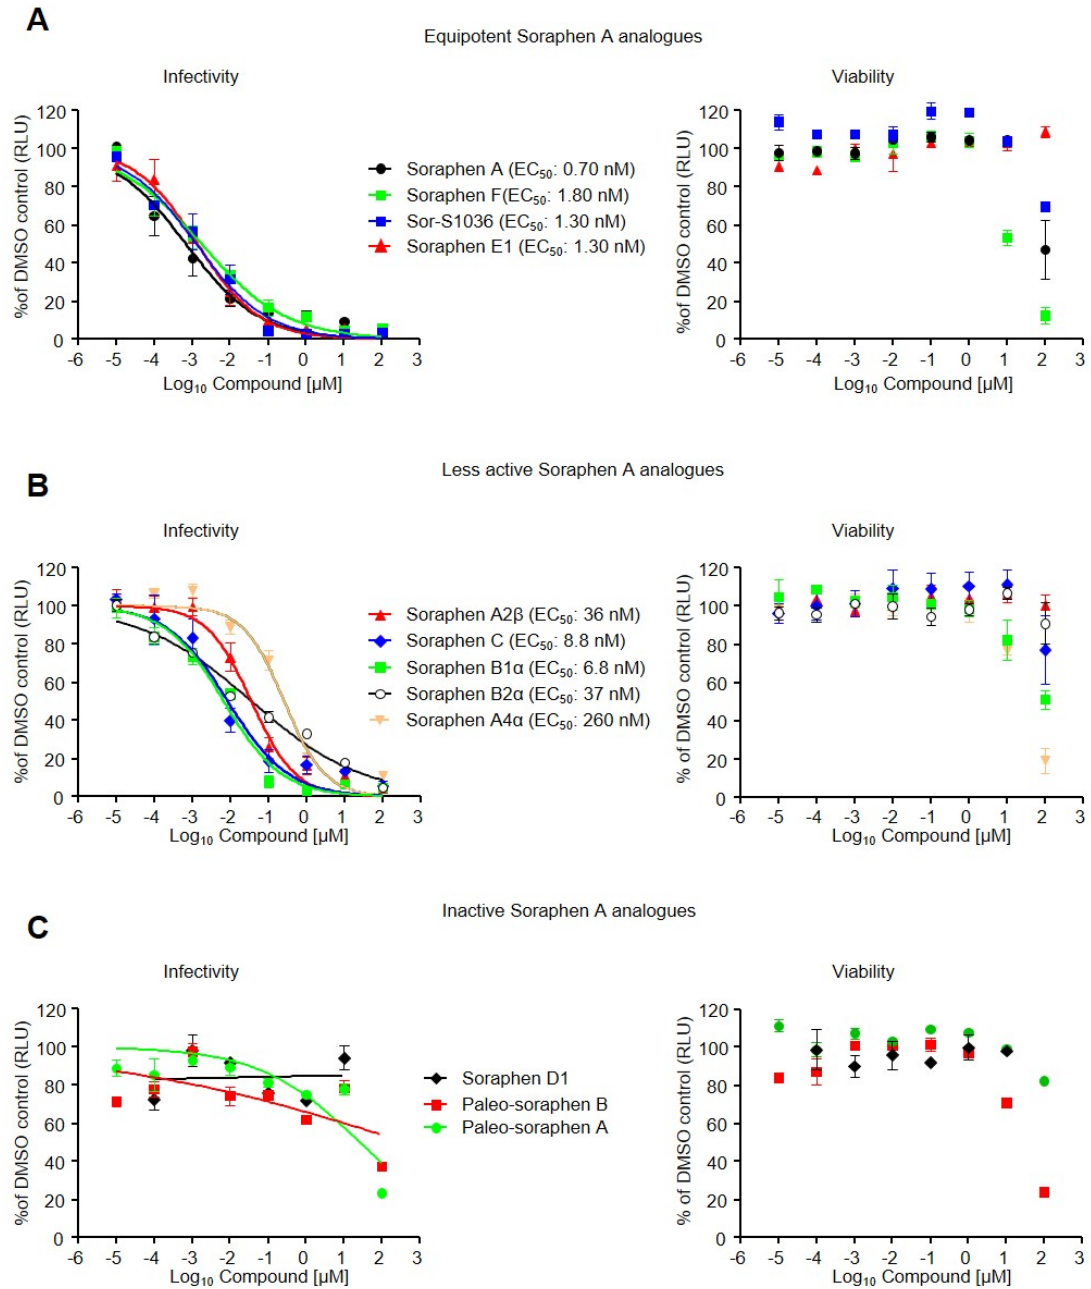 A
Equipotent Soraphen A analogues
Infectivity
Viability
%of DMSO control (RLU)
120
100
80
60
40
20
0
-6 -5 -4 -3 -2 -1 0 1 2 3
Log10 Compound [µM]
Soraphen A (EC50: 0.70 nM)
Soraphen F(EC50: 1.80 nM)
Sor-S1036 (EC50: 1.30 nM)
Soraphen E1 (EC50: 1.30 nM)
%of DMSO control (RLU)
120
100
80
60
40
20
0
-6 -5 -4 -3 -2 -1 0 1 2 3
Log10 Compound [µM]
B
Less active Soraphen A analogues
Infectivity
Viability
%of DMSO control (RLU)
120
100
80
60
40
20
0
-6 -5 -4 -3 -2 -1 0 1 2 3
Log10 Compound [µM]
Soraphen A2β (EC50: 36 nM)
Soraphen C (EC50: 8.8 nM)
Soraphen B1α (EC50: 6.8 nM)
Soraphen B2α (EC50: 37 nM)
Soraphen A4α (EC50: 260 nM)
% of DMSO control (RLU)
120
100
80
60
40
20
0
-6 -5 -4 -3 -2 -1 0 1 2 3
Log10 Compound [µM]
C
Inactive Soraphen A analogues
Infectivity
Viability
%of DMSO control (RLU)
120
100
80
60
40
20
0
-6 -5 -4 -3 -2 -1 0 1 2 3
Log10 Compound [µM]
Soraphen D1
Paleo-soraphen B
Paleo-soraphen A
% of DMSO control (RLU)
120
100
80
60
40
20
0
-6 -5 -4 -3 -2 -1 0 1 2 3
Log10 Compound [µM]